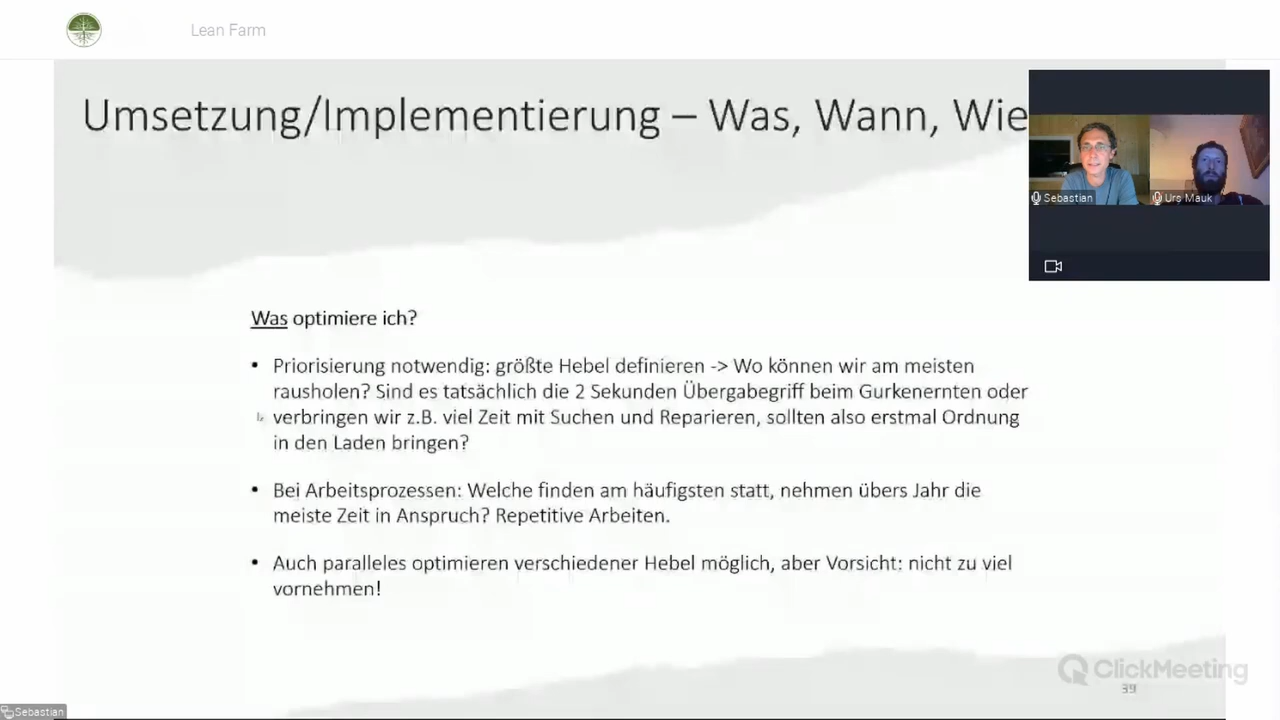 Lean Farm
Umsetzung/Implementierung – Was, Wann, Wie
Sebastian
Urs Mauk
Was optimiere ich?
• Priorisierung notwendig: größte Hebel definieren -> Wo können wir am meisten
rausholen? Sind es tatsächlich die 2 Sekunden Übergabegriff beim Gurkenernten oder
verbringen wir z.B. viel Zeit mit Suchen und Reparieren, sollten also erstmal Ordnung
in den Laden bringen?
• Bei Arbeitsprozessen: Welche finden am häufigsten statt, nehmen übers Jahr die
meiste Zeit in Anspruch? Repetitive Arbeiten.
• Auch paralleles optimieren verschiedener Hebel möglich, aber Vorsicht: nicht zu viel
vornehmen!
ClickMeeting
39
Sebastian